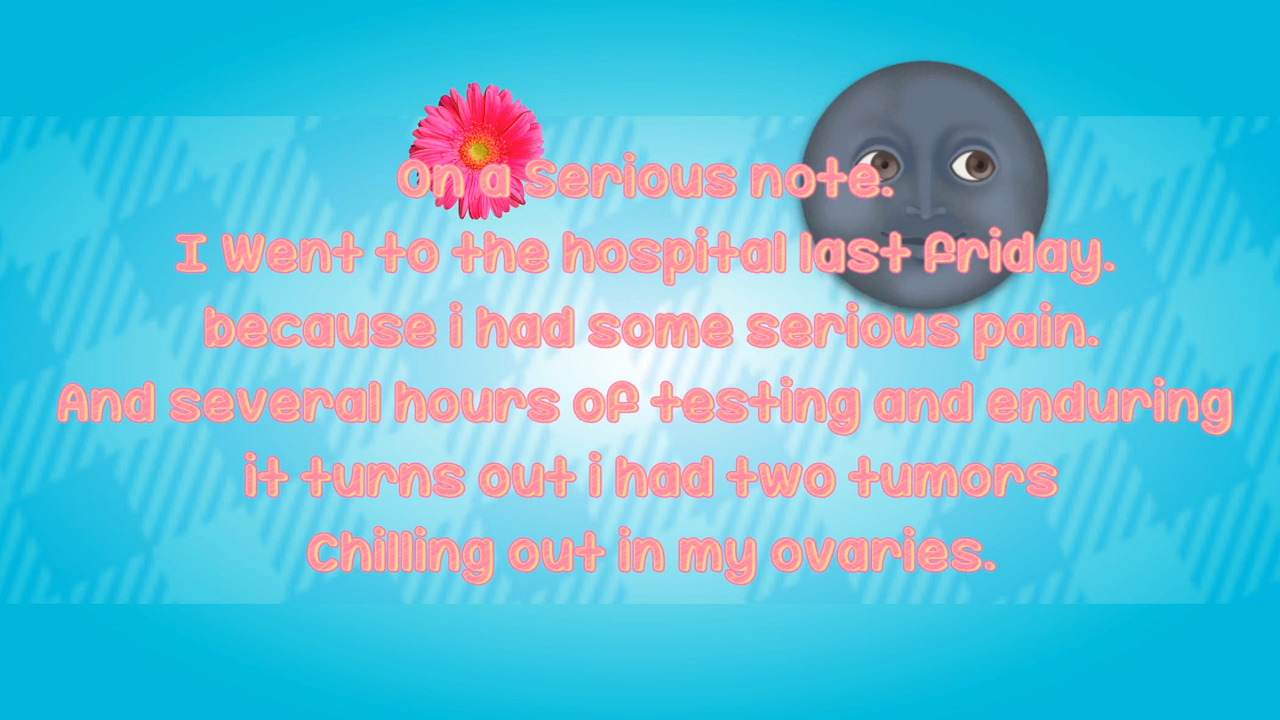 On a Serious note.
I Went to the hospital last friday.
because i had some serious pain.
And several hours of testing and enduring
it turns out i had two tumors
Chilling out in my ovaries.